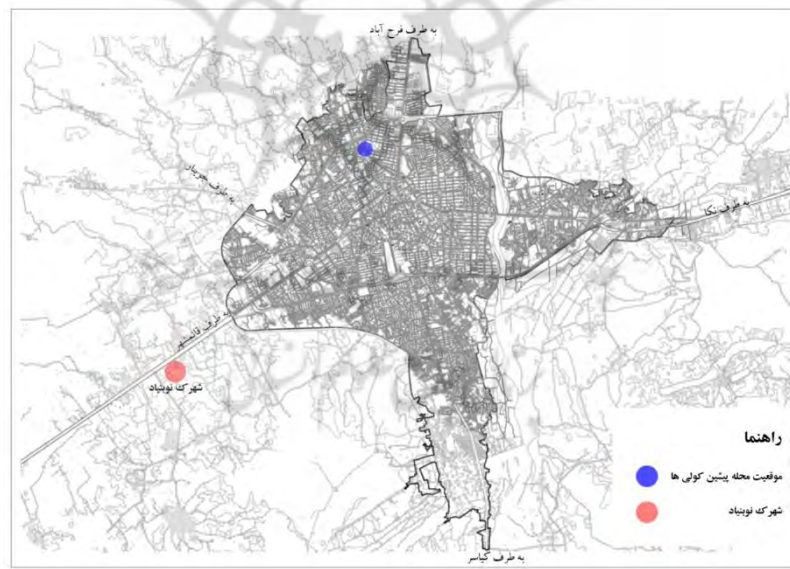 به طرف فرح آباد
به طرف جویبار
به طرف نکا
به طرف قائمشهر
شهرک نوبنیاد
راهنما
موقعیت محله پیشین کولی ها
شهرک نوبنیاد
به طرف کیاسر